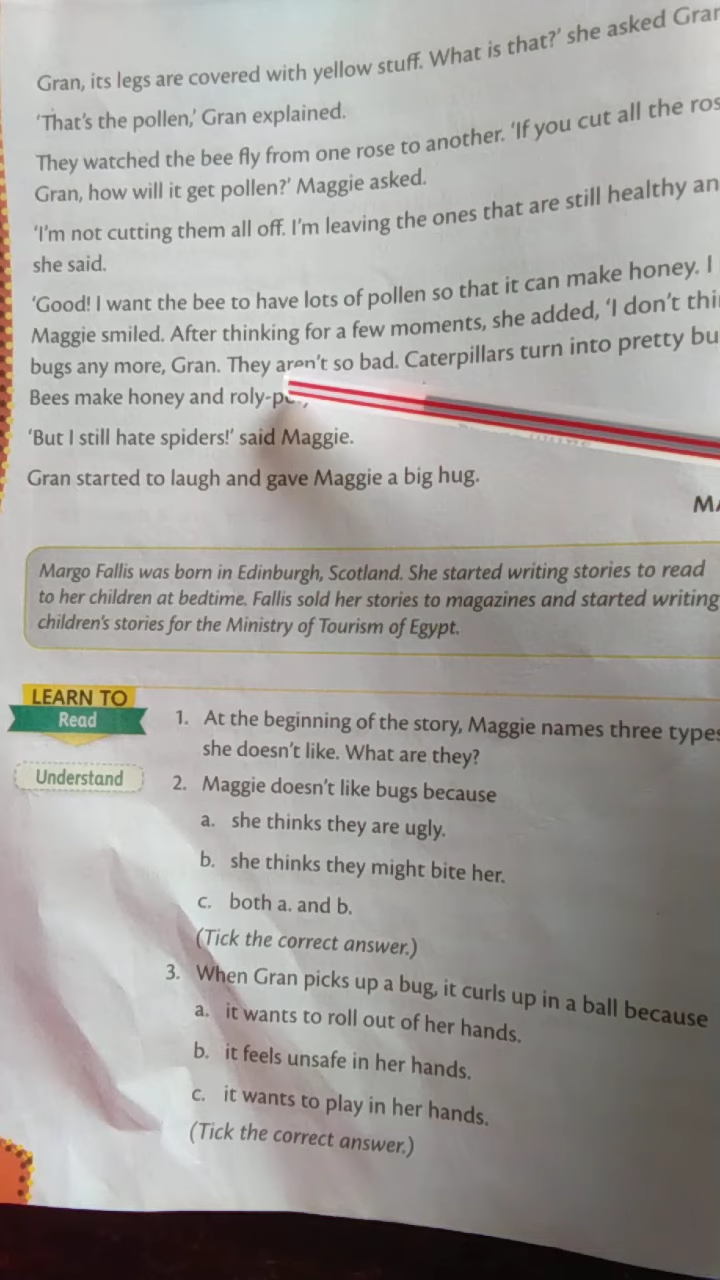 Gran, its legs are covered with yellow stuff. What is that?' she asked Gran
'That's the pollen,' Gran explained.
They watched the bee fly from one rose to another. 'If you cut all the
Gran, how will it get pollen?' Maggie asked.
'I'm not cutting them all off. I'm leaving the ones that are still healthy
she said.
'Good! I want the bee to have lots of pollen so that it can make honey. I
Maggie smiled. After thinking for a few moments, she added, 'I don't
bugs any more, Gran. They aren't so bad. Caterpillars turn into pretty
Bees make honey and
'But I still hate spiders!' said Maggie.
Gran started to laugh and gave Maggie a big hug.
Margo Fallis was born in Edinburgh, Scotland. She started writing stories to read
to her children at bedtime. Fallis sold her stories to magazines and started writing
children's stories for the Ministry of Tourism of Egypt.
LEARN TO
Read
Understand
1. At the beginning of the story, Maggie names three types
she doesn't like. What are they?
2. Maggie doesn't like bugs because
a. she thinks they are ugly.
b. she thinks they might bite her.
c. both a. and b.
(Tick the correct answer.)
3. When Gran picks up a bug, it curls up in a ball because
a. it wants to roll out of her hands.
b. it feels unsafe in her hands.
c. it wants to play in her hands.
(Tick the correct answer.)